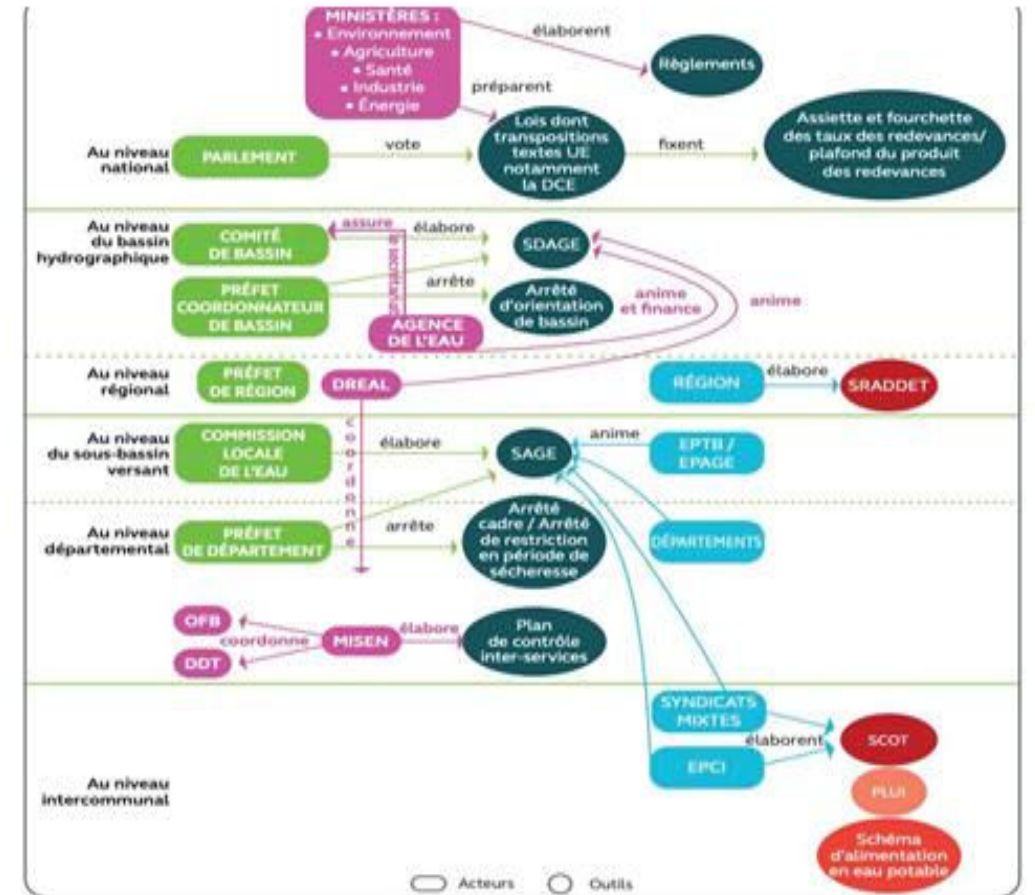 MINISTÈRES :
• Environnement
• Agriculture
• Santé
• Industrie
• Énergie
élaborent
Règlements
préparent
Au niveau
national
PARLEMENT
vote
Lois dont
transpositions
textes UE
notamment
la DCE
fixent
Assiette et fourchette
des taux des redevances/
plafond du produit
des redevances
Au niveau
du bassin
hydrographique
COMITÉ
DE BASSIN
assure
élabore
SDAGE
PRÉFET
COORDONNATEUR
DE BASSIN
arrête
Arrêté
d'orientation
de bassin
anime
et finance
anime
AGENCE
DE L'EAU
Au niveau
régional
PRÉFET
DE RÉGION
DREAL
RÉGION
élabore
SRADDET
coordonne
Au niveau
du sous-bassin
versant
COMMISSION
LOCALE
DE L'EAU
élabore
SAGE
anime
EPTB /
EPAGE
Au niveau
départemental
PRÉFET
DE DÉPARTEMENT
arrête
Arrêté
cadre / Arrêté
de restriction
en période de
sécheresse
DÉPARTEMENTS
OFB
coordonne
DDT
MISEN
élabore
Plan
de contrôle
inter-services
Au niveau
intercommunal
SYNDICATS
MIXTES
élaborent
EPCI
SCOT
PLUI
Schéma
d'alimentation
en eau potable
Acteurs
Outils